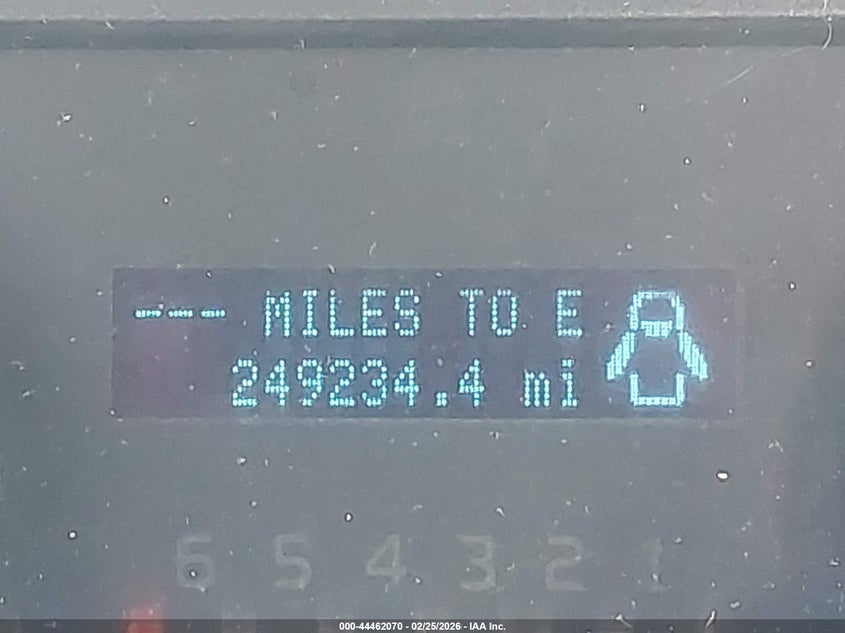 --- MILES TO E
249234.4 mi
6 5 4 3 2 1
000-44462070 - 02/25/2026 - IAA Inc.